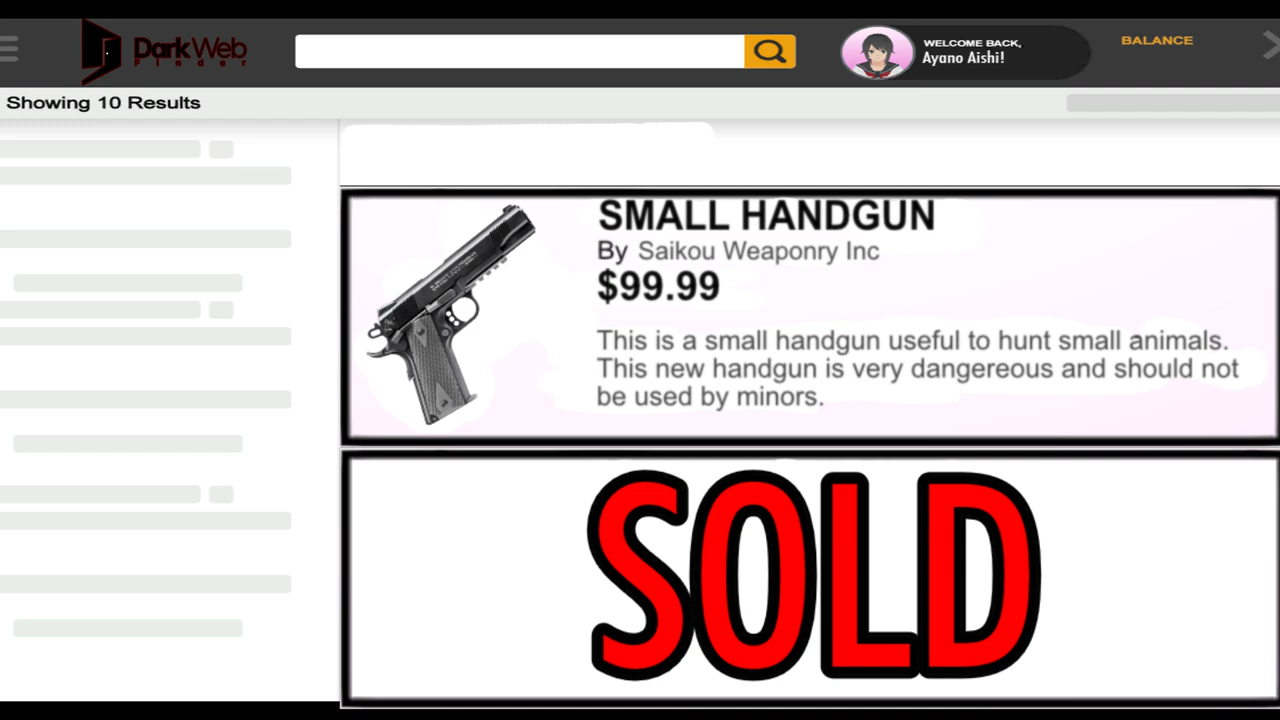 DarkWeb
Finder
WELCOME BACK,
Ayano Aishi!
BALANCE
Showing 10 Results
SMALL HANDGUN
By Saikou Weaponry Inc
$99.99
This is a small handgun useful to hunt small animals.
This new handgun is very dangereous and should not
be used by minors.
SOLD